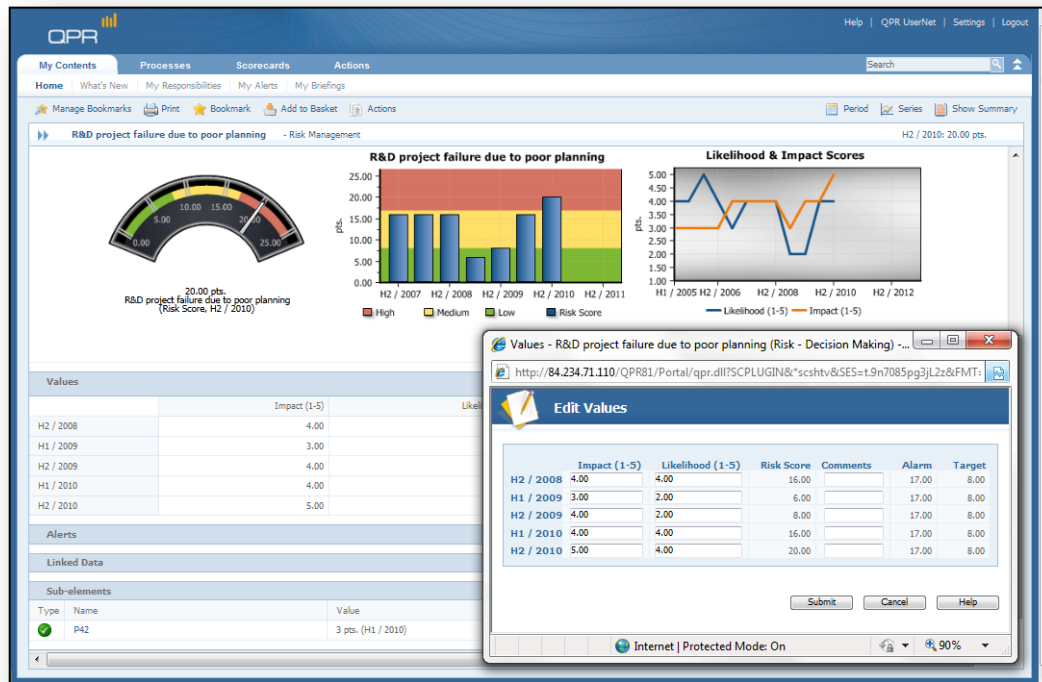 QPR
Help | QPR UserNet | Settings | Logout
My Contents Processes Scorecards Actions Search
Home What's New My Responsibilities My Alerts My Briefings
Manage Bookmarks Print Bookmark Add to Basket Actions Period Series Show Summary
R&D project failure due to poor planning - Risk Management H2 / 2010: 20.00 pts.
0.00 5.00 10.00 15.00 20.00 25.00
20.00 pts.
R&D project failure due to poor planning
(Risk Score, H2 / 2010)
R&D project failure due to poor planning
25.00
20.00
15.00
10.00
5.00
0.00
pts.
H2 / 2007 H2 / 2008 H2 / 2009 H2 / 2010 H2 / 2011
High Medium Low Risk Score
Likelihood & Impact Scores
5.00
4.50
4.00
3.50
3.00
2.50
2.00
1.50
1.00
pts.
H1 / 2005 H2 / 2006 H2 / 2008 H2 / 2010 H2 / 2012
Likelihood (1-5) Impact (1-5)
Values
Impact (1-5)
H2 / 2008 4.00
H1 / 2009 3.00
H2 / 2009 4.00
H1 / 2010 4.00
H2 / 2010 5.00
Alerts
Linked Data
Sub-elements
Type Name Value
P42 3 pts. (H1 / 2010)
Values - R&D project failure due to poor planning (Risk - Decision Making) -...
http://84.234.71.110/QPR81/Portal/qpr.dll?SCPLUGIN&*scshtv&SES=t.9n7085pg3jL2z&FMT:
Edit Values
Impact (1-5) Likelihood (1-5) Risk Score Comments Alarm Target
H2 / 2008 4.00 4.00 16.00 17.00 8.00
H1 / 2009 3.00 2.00 6.00 17.00 8.00
H2 / 2009 4.00 2.00 8.00 17.00 8.00
H1 / 2010 4.00 4.00 16.00 17.00 8.00
H2 / 2010 5.00 4.00 20.00 17.00 8.00
Submit Cancel Help
Internet | Protected Mode: On 90%